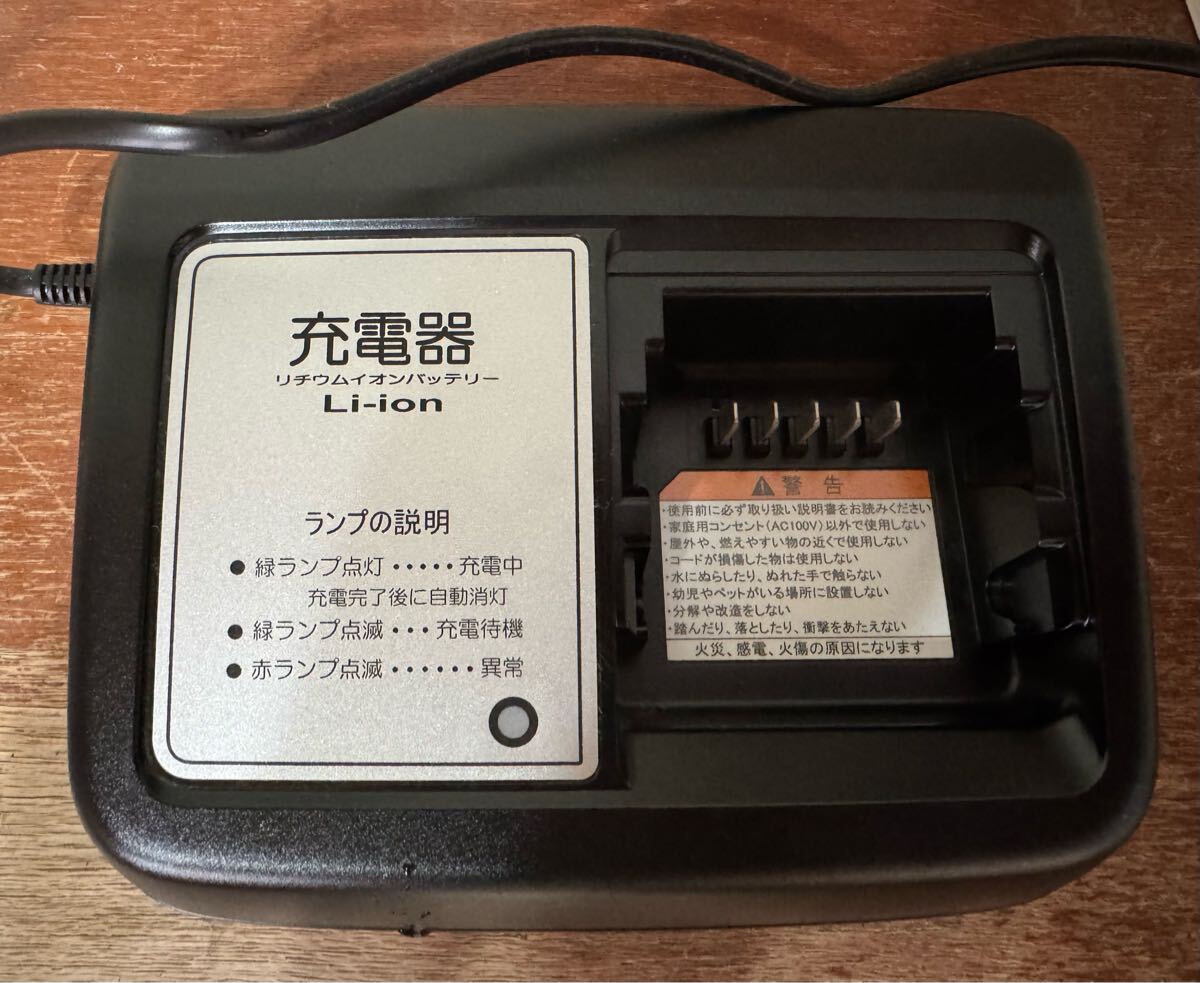 充電器
リチウムイオンバッテリー
Li-ion
ランプの説明
●緑ランプ点灯・・・・・充電中
充電完了後に自動消灯
●緑ランプ点滅・・・充電待機
●赤ランプ点滅・・・・・・異常
警告
・使用前に必ず取り扱い説明書をお読みください
・家庭用コンセント(AC100V)以外で使用しない
・屋外や、燃えやすい物の近くで使用しない
・コードが損傷した物は使用しない
・水にぬらしたり、ぬれた手で触らない
・幼児やペットがいる場所に設置しない
・分解や改造をしない
・踏んだり、落としたり、衝撃をあたえない
火災、感電、火傷の原因になります